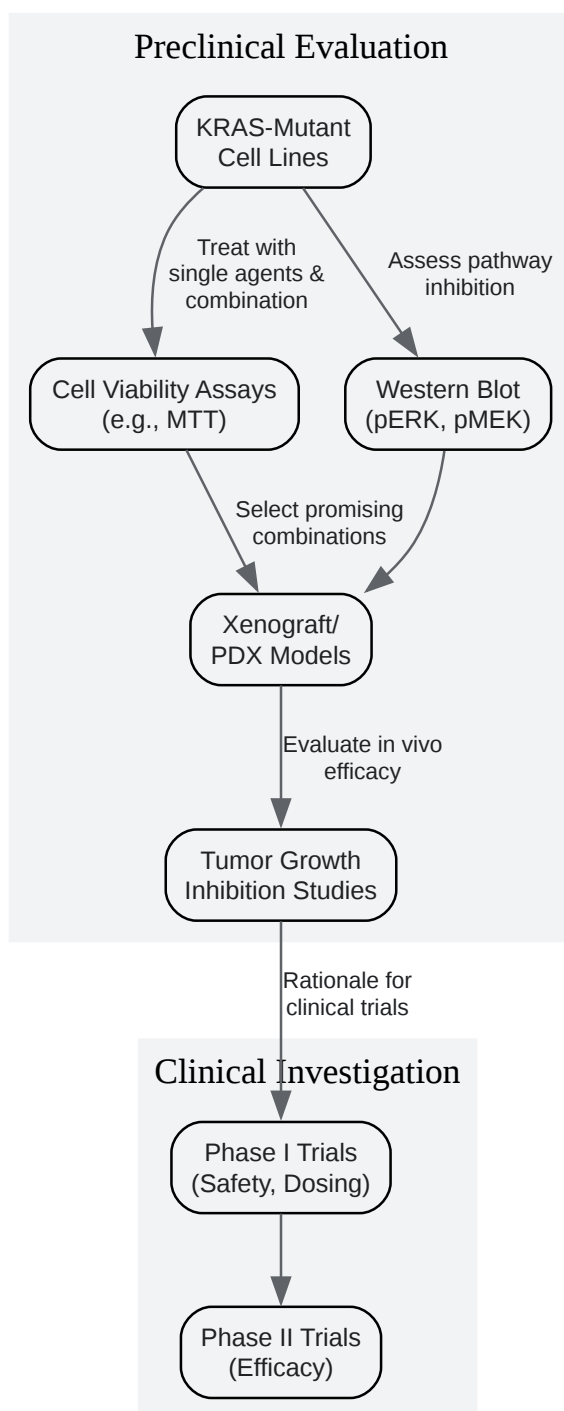 Preclinical Evaluation
KRAS-Mutant
Cell Lines
Treat with
single agents &
combination
Assess pathway
inhibition
Cell Viability Assays
(e.g., MTT)
Western Blot
(pERK, pMEK)
Select promising
combinations
Xenograft/
PDX Models
Evaluate in vivo
efficacy
Tumor Growth
Inhibition Studies
Rationale for
clinical trials
Clinical Investigation
Phase I Trials
(Safety, Dosing)
Phase II Trials
(Efficacy)